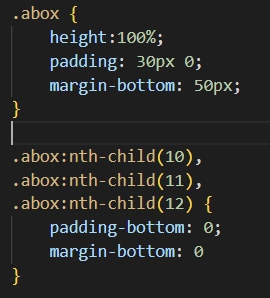 .abox {
    height:100%;
    padding: 30px 0;
    margin-bottom: 50px;
}

.abox:nth-child(10),
.abox:nth-child(11),
.abox:nth-child(12) {
    padding-bottom: 0;
    margin-bottom: 0
}